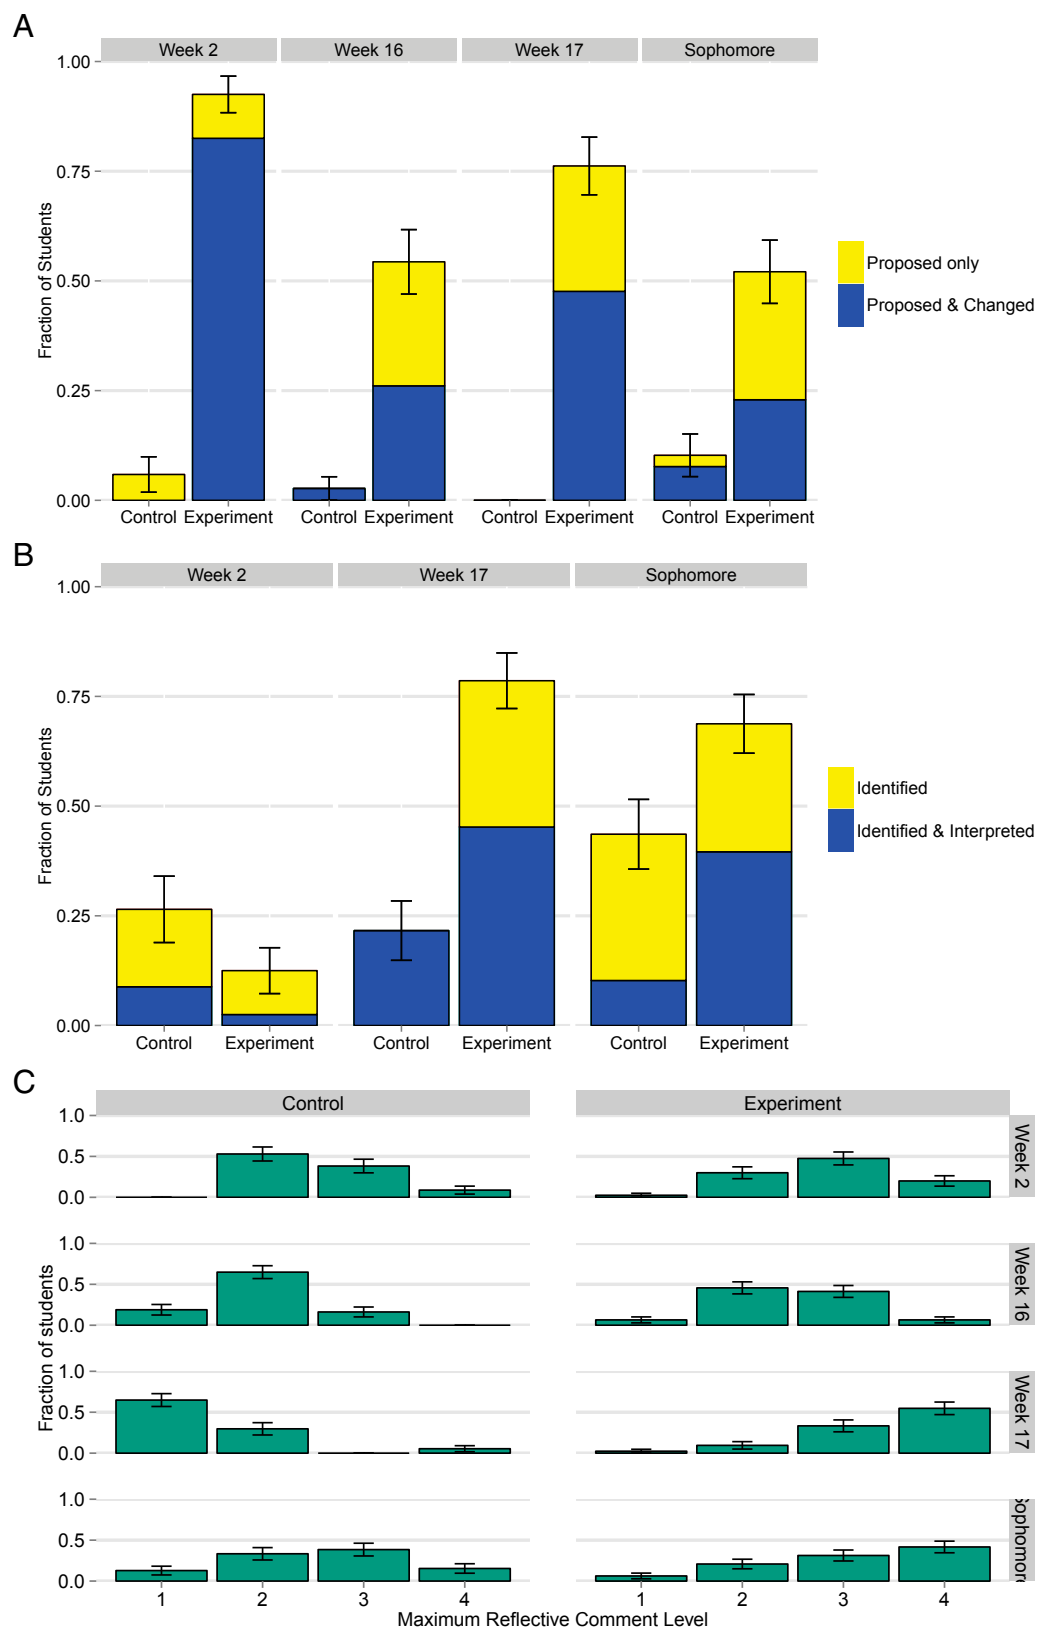 A
Week 2 Week 16 Week 17 Sophomore
1.00
0.75
0.50
0.25
0.00
Fraction of Students
Control Experiment Control Experiment Control Experiment Control Experiment
Proposed only
Proposed & Changed
B
Week 2 Week 17 Sophomore
1.00
0.75
0.50
0.25
0.00
Fraction of Students
Control Experiment Control Experiment Control Experiment
Identified
Identified & Interpreted
C
Control Experiment
1.0
0.5
0.0
Week 2
1.0
0.5
0.0
Week 16
1.0
0.5
0.0
Week 17
1.0
0.5
0.0
Sophomore
Fraction of students
1 2 3 4 1 2 3 4
Maximum Reflective Comment Level